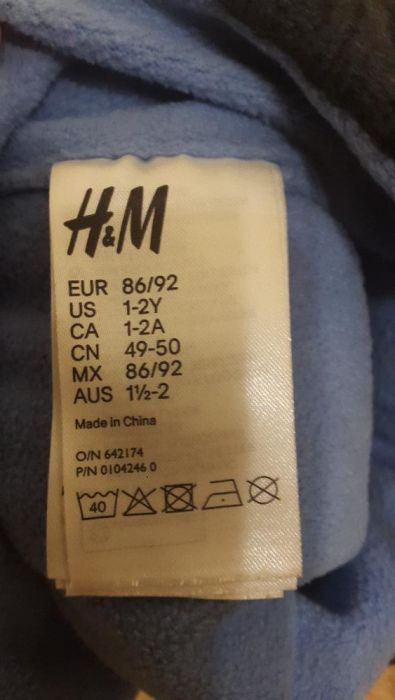 H&M
EUR 86/92
US 1-2Y
CA 1-2A
CN 49-50
MX 86/92
AUS 1½-2
Made in China
O/N 642174
P/N 0104246 0
40